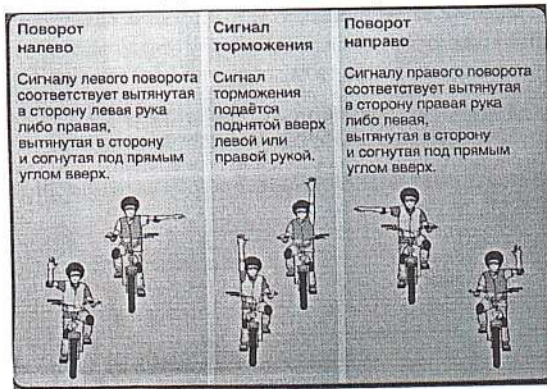 Поворот
налево
Сигналу левого поворота
соответствует вытянутая
в сторону левая рука
либо правая,
вытянутая в сторону
и согнутая под прямым
углом вверх.
Сигнал
торможения
Сигнал
торможения
подаётся
поднятой вверх
левой или
правой рукой.
Поворот
направо
Сигналу правого поворота
соответствует вытянутая
в сторону правая рука
либо левая,
вытянутая в сторону
и согнутая под прямым
углом вверх.